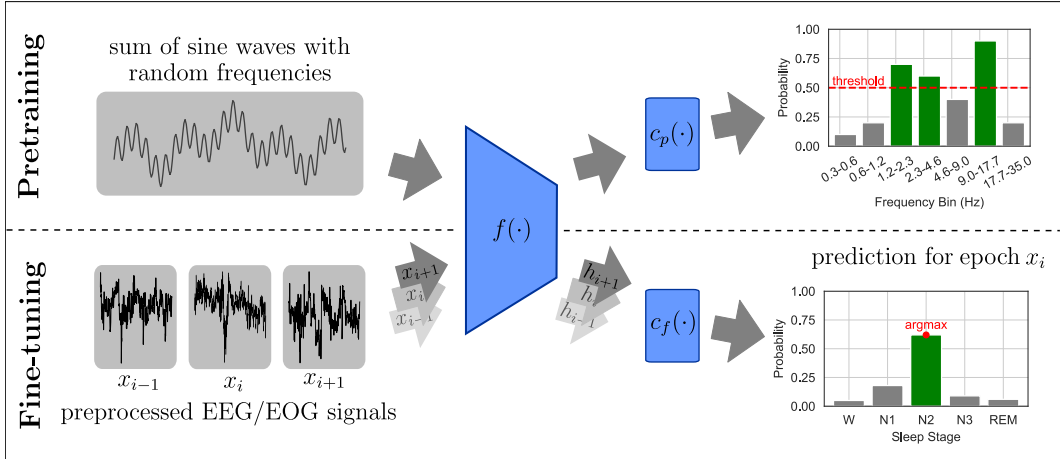 Pretraining
sum of sine waves with
random frequencies
f(·)
c_p(·)
Probability
1.00
0.75
0.50
0.25
0.00
threshold
0.3-0.6
0.6-1.2
1.2-2.3
2.3-4.6
4.6-9.0
9.0-17.7
17.7-35.0
Frequency Bin (Hz)
Fine-tuning
x_{i-1}
x_i
x_{i+1}
preprocessed EEG/EOG signals
x_{i+1}
x_i
x_{i-1}
h_{i+1}
h
h_{i-1}
c_f(·)
prediction for epoch x_i
Probability
1.00
0.75
0.50
0.25
0.00
argmax
W N1 N2 N3 REM
Sleep Stage